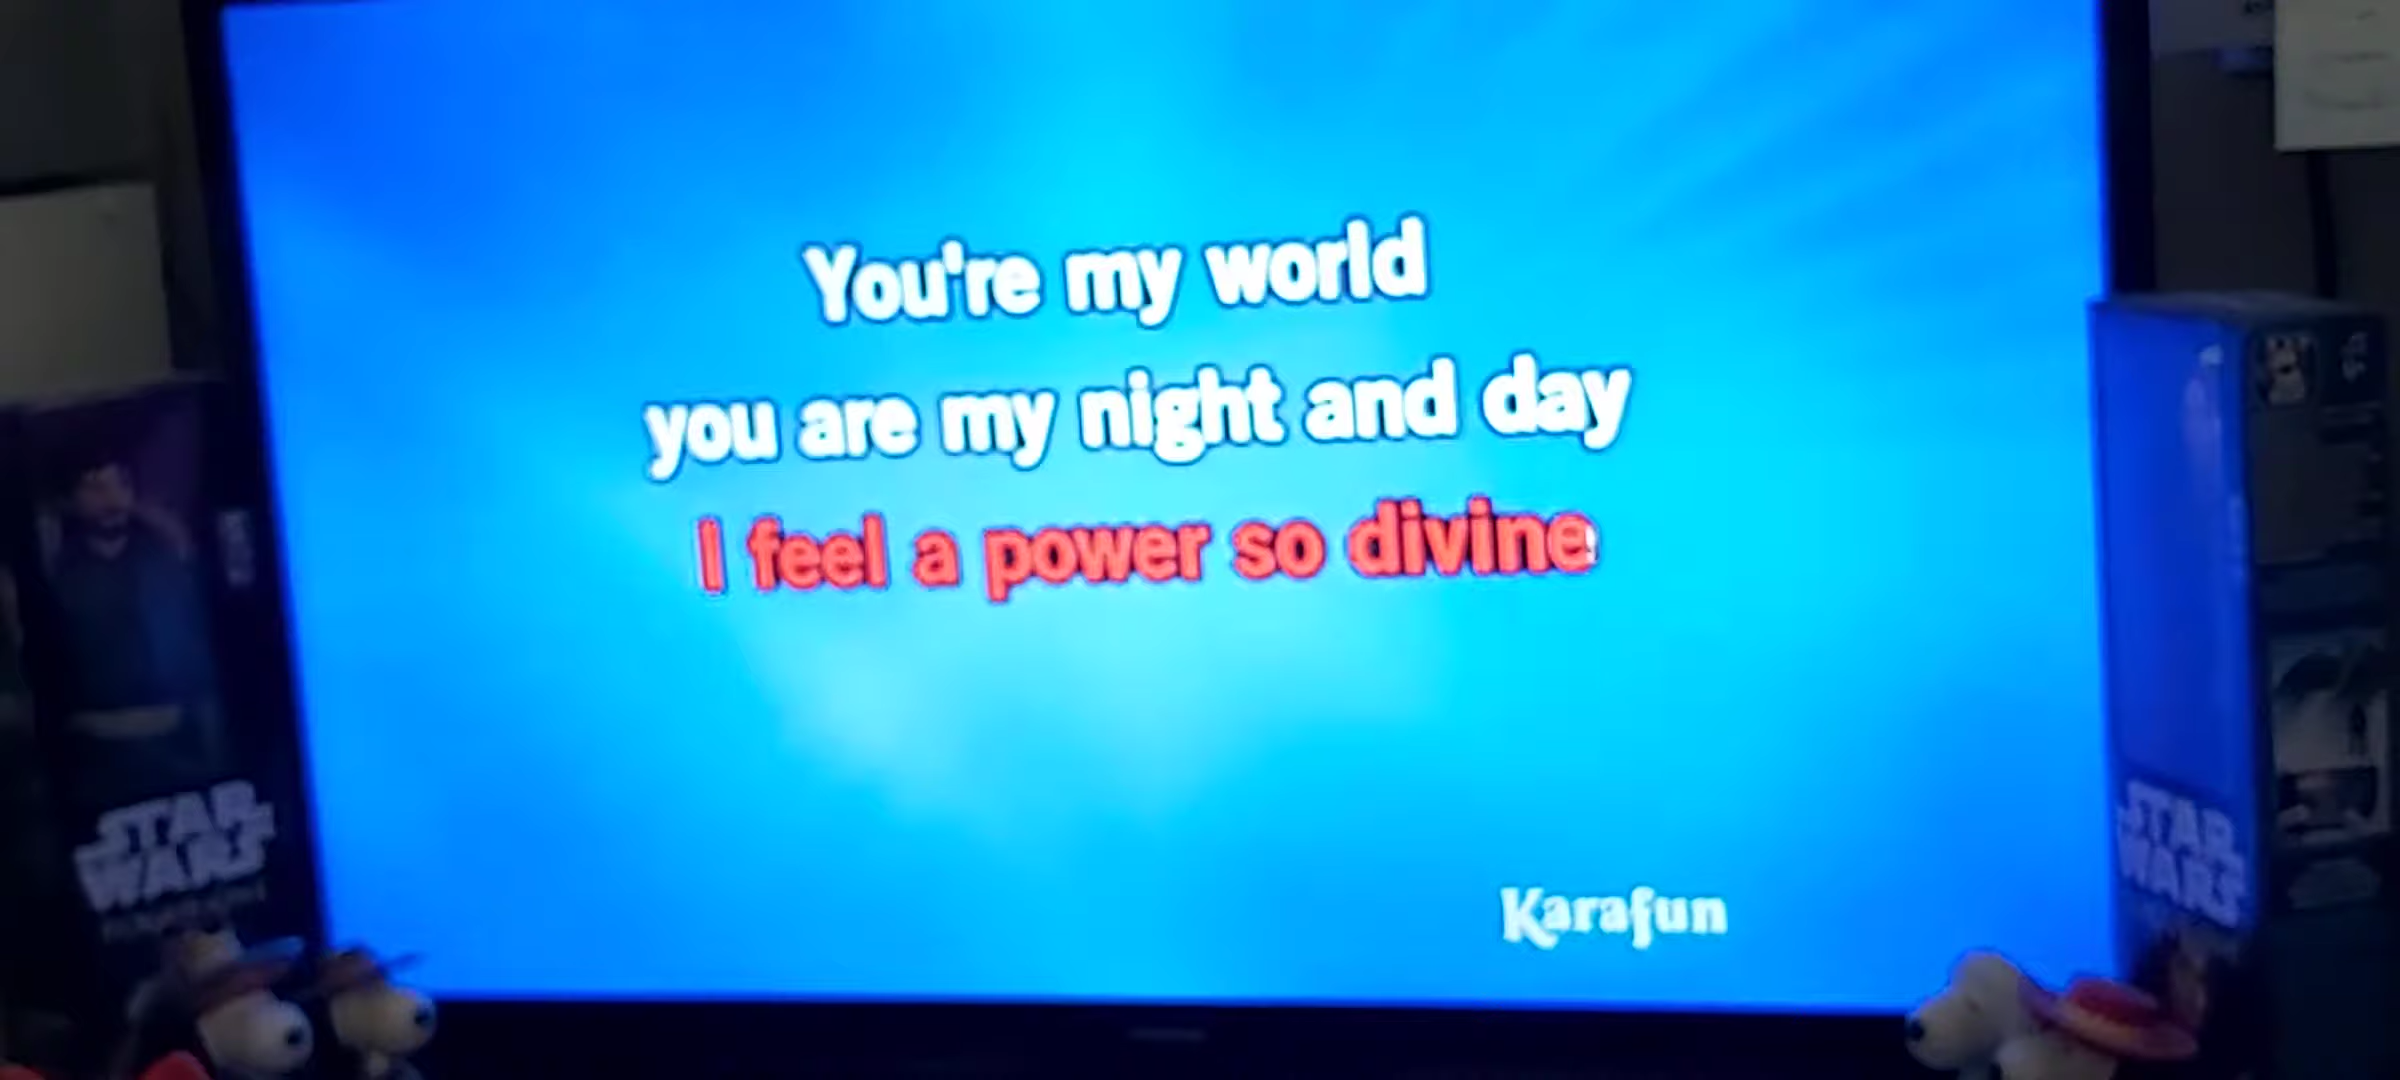 You're my world
you are my night and day
I feel a power so divine
Karafun
STAR
WARS
STAR
WARS